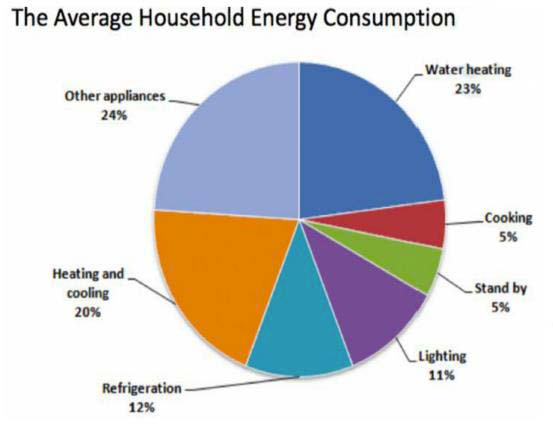 The Average Household Energy Consumption
Water heating
23%
Cooking
5%
Stand by
5%
Lighting
11%
Refrigeration
12%
Heating and
cooling
20%
Other appliances
24%